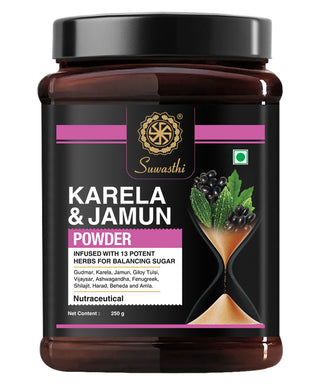 Suwasthi
KARELA
& JAMUN
POWDER
INFUSED WITH 13 POTENT
HERBS FOR BALANCING SUGAR
Gudmar, Karela, Jamun, Giloy Tulsi,
Vijaysar, Ashwagandha, Fenugreek,
Shilajit, Harad, Beheda and Amla.
Nutraceutical
Net Content : 250 g